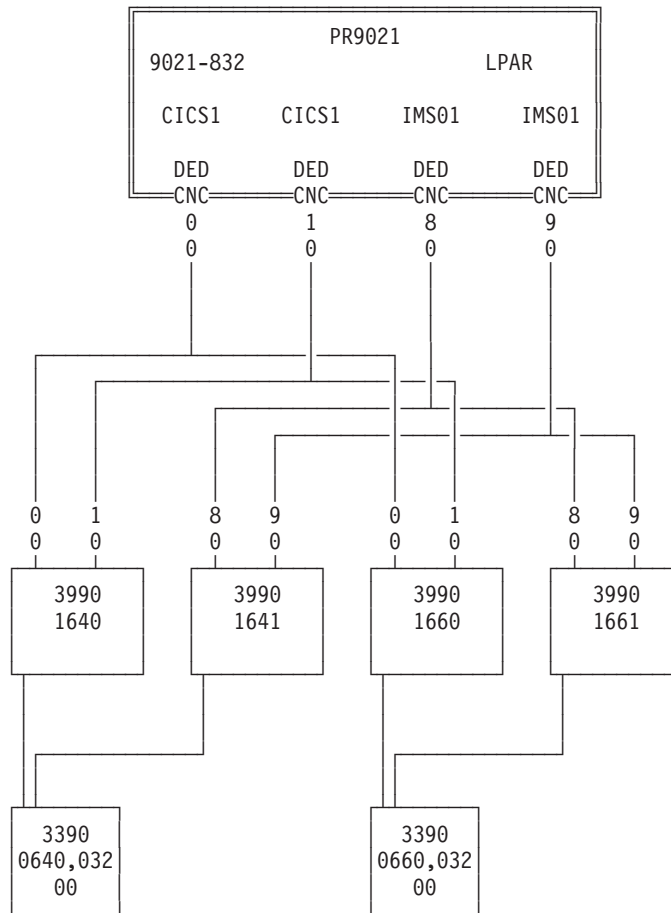 PR9021
9021-832 LPAR
CICS1 CICS1 IMS01 IMS01
DED DED DED DED
CNC CNC CNC CNC
0 1 8 9
0 0 0 0
0 1 8 9 0 1 8 9
0 0 0 0 0 0 0 0
3990 3990 3990 3990
1640 1641 1660 1661
3390 3390
0640,032 0660,032
00 00